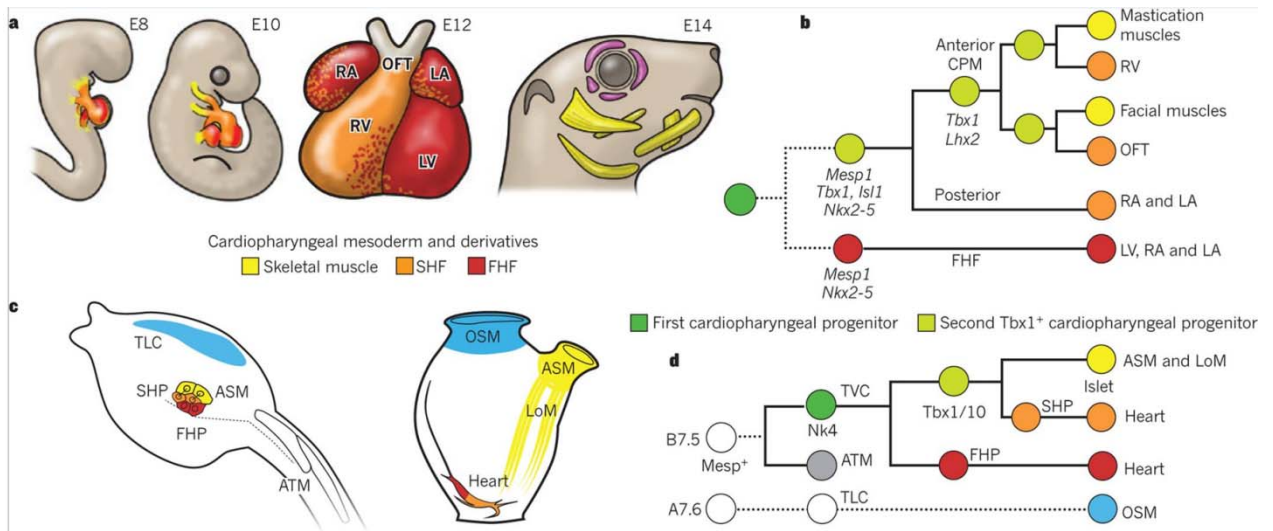 a
E8
E10
E12
E14
RA
OFT
LA
RV
LV
Cardiopharyngeal mesoderm and derivatives
Skeletal muscle
SHF
FHF
b
Anterior
CPM
Tbx1
Lhx2
Mesp1
Tbx1, Isl1
Nkx2-5
Posterior
Mesp1
Nkx2-5
FHF
Mastication
muscles
RV
Facial muscles
OFT
RA and LA
LV, RA and LA
First cardiopharyngeal progenitor
Second Tbx1+ cardiopharyngeal progenitor
c
TLC
SHP
ASM
FHP
ATM
OSM
ASM
LoM
Heart
d
B7.5
Mesp+
TVC
Nk4
ATM
Tbx1/10
SHP
FHP
ASM and LoM
Islet
Heart
Heart
A7.6
TLC
OSM